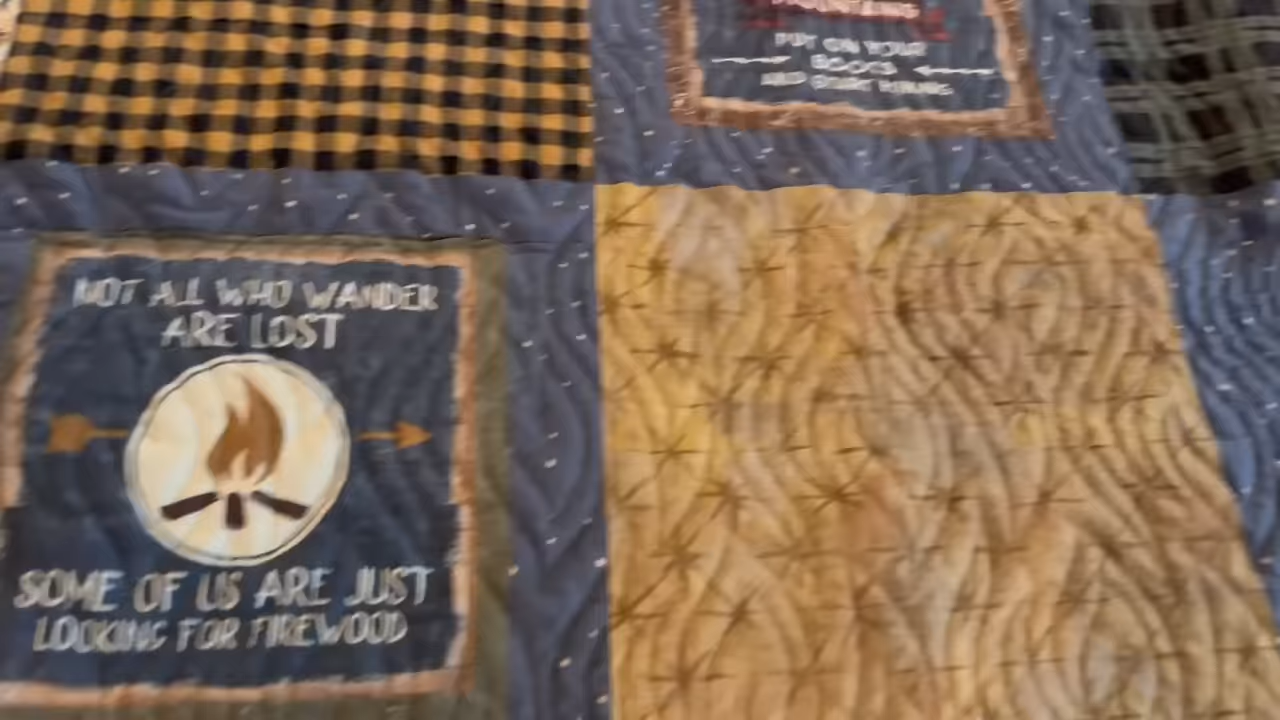 PUT ON YOUR
BOOTS
AND START HIKING
NOT ALL WHO WANDER
ARE LOST
SOME OF US ARE JUST
LOOKING FOR FIREWOOD